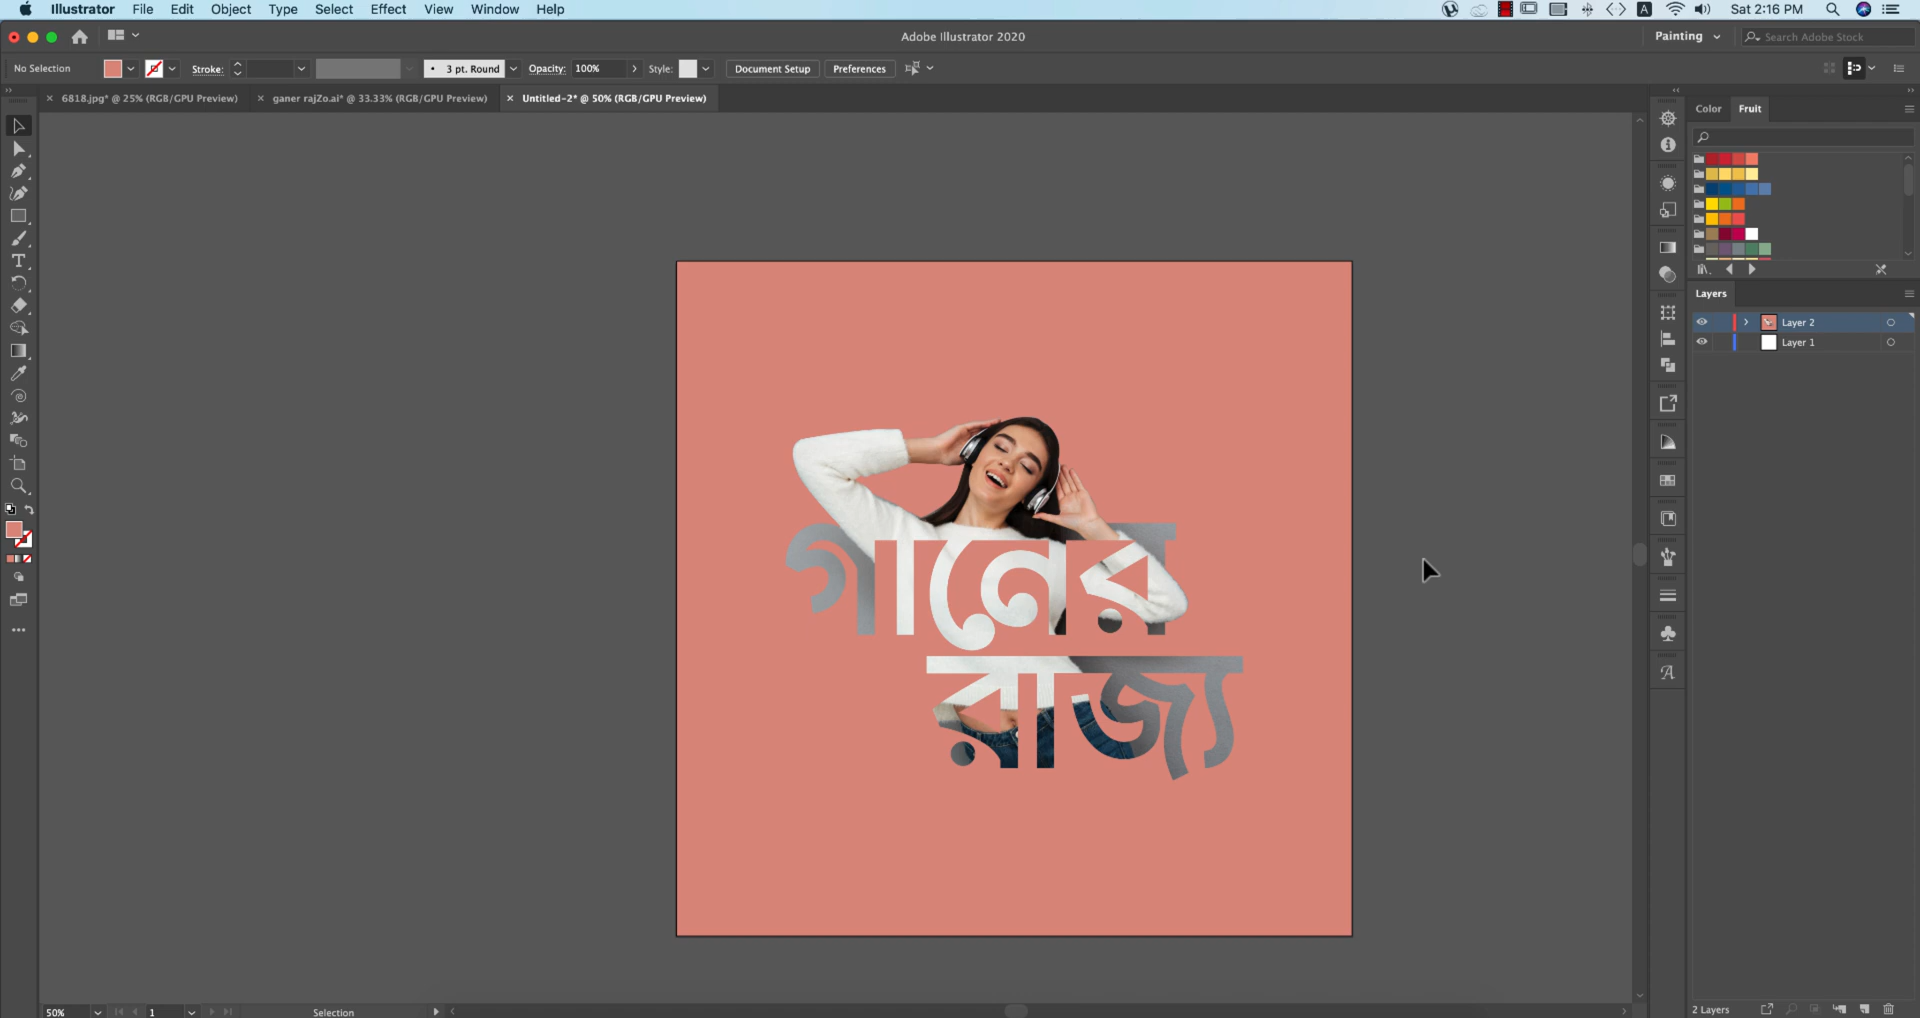 Illustrator File Edit Object Type Select Effect View Window Help
A Sat 2:16 PM
Adobe Illustrator 2020
Painting
Search Adobe Stock
No Selection
Stroke:
3 pt. Round
Opacity: 100%
Style:
Document Setup
Preferences
6818.jpg* @ 25% (RGB/GPU Preview)
ganer rajZo.ai* @ 33.33% (RGB/GPU Preview)
Untitled-2* @ 50% (RGB/GPU Preview)
Color Fruit
Layers
Layer 2
Layer 1
গানের
রাজ্য
50%
1
Selection
2 Layers